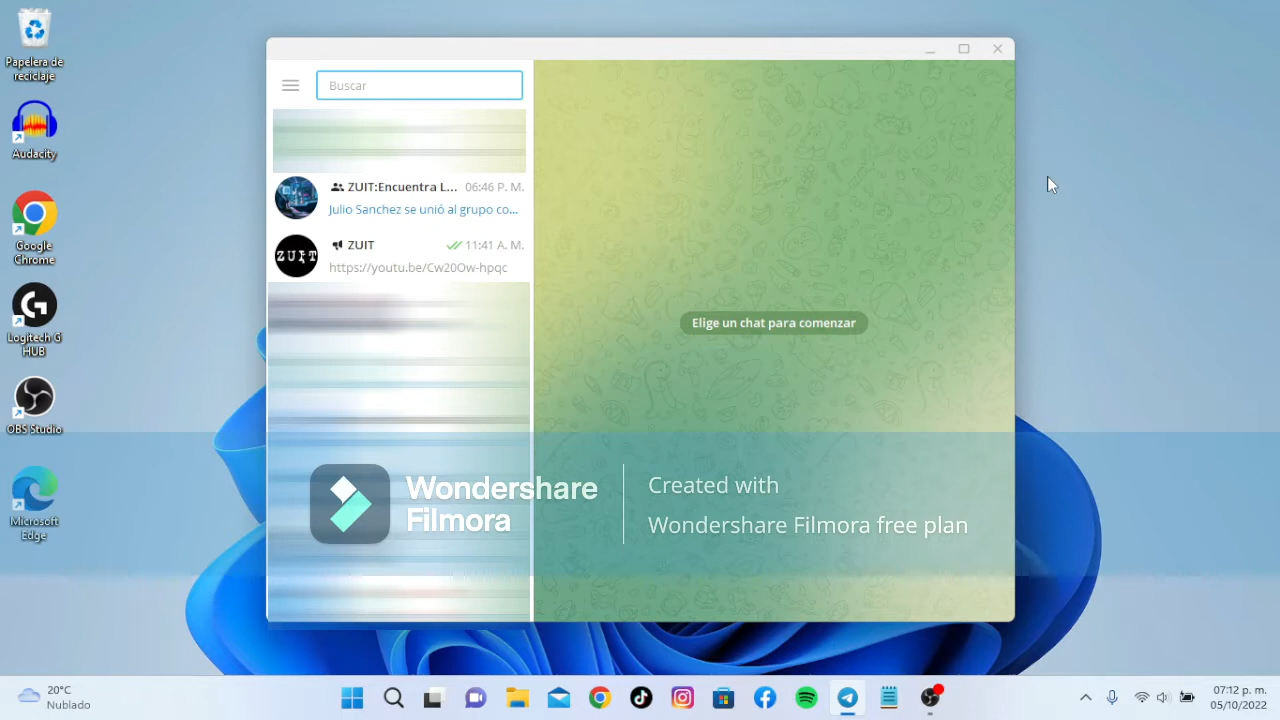 Papelera de
reciclaje
Audacity
Google
Chrome
Logitech G
HUB
OBS Studio
Microsoft
Edge
Buscar
ZUIT:Encuentra L... 06:46 P. M.
Julio Sanchez se unió al grupo co...
ZUIT
ZUIT 11:41 A. M.
https://youtu.be/Cw20Ow-hpqc
Elige un chat para comenzar
Wondershare
Filmora
Created with
Wondershare Filmora free plan
20°C
Nublado
07:12 p. m.
05/10/2022